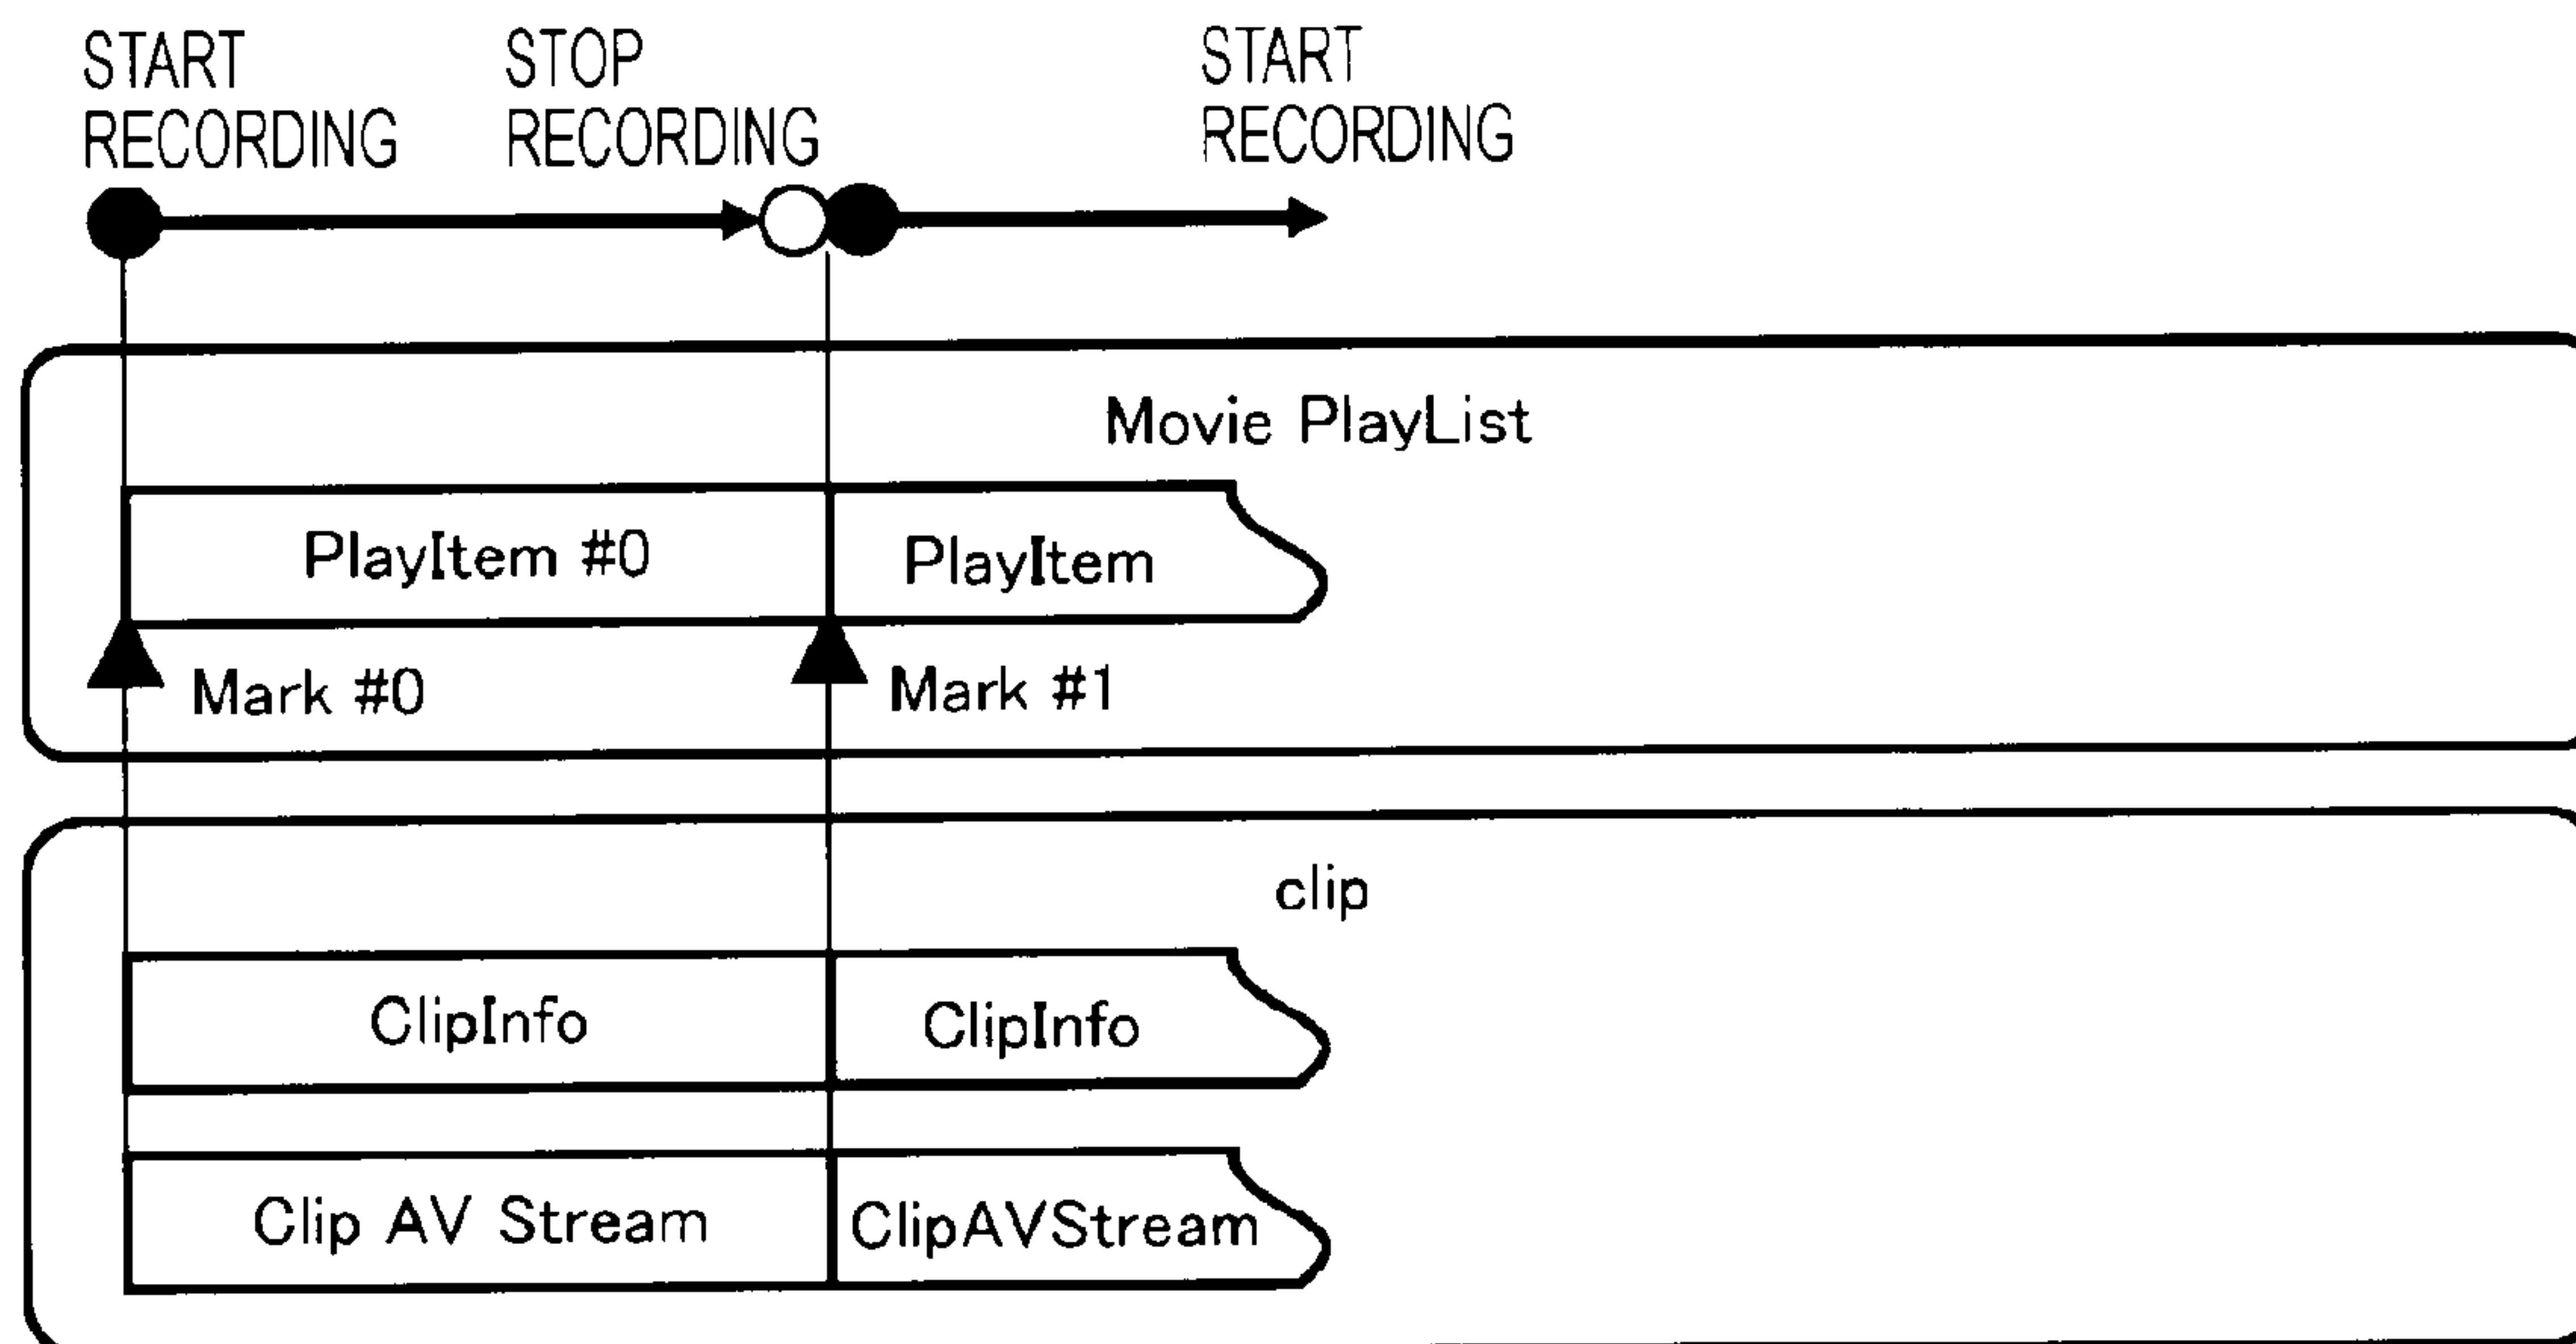 START
RECORDING
STOP
RECORDING
START
RECORDING
Movie PlayList
PlayItem #0
PlayItem
Mark #0
Mark #1
clip
ClipInfo
ClipInfo
Clip AV Stream
ClipAVStream